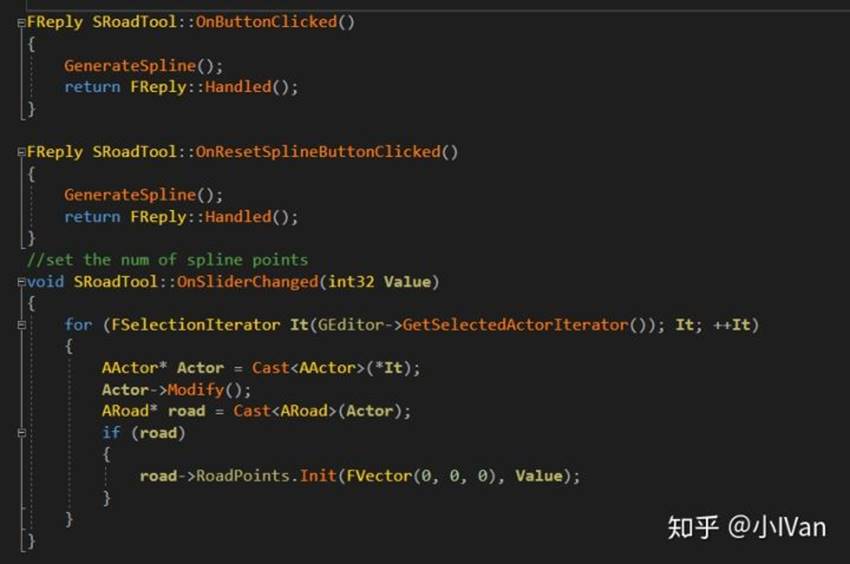 FReply SRoadTool::OnButtonClicked()
{
GenerateSpline();
return FReply::Handled();
}
FReply SRoadTool::OnResetSplineButtonClicked()
{
GenerateSpline();
return FReply::Handled();
}
//set the num of spline points
void SRoadTool::OnSliderChanged(int32 Value)
{
for (FSelectionIterator It(GEditor->GetSelectedActorIterator()); It; ++It)
{
AActor* Actor = Cast<AActor>(*It);
Actor->Modify();
ARoad* road = Cast<ARoad>(Actor);
if (road)
{
road->RoadPoints.Init(FVector(0, 0, 0), Value);
}
}
}
知乎 @小IVan